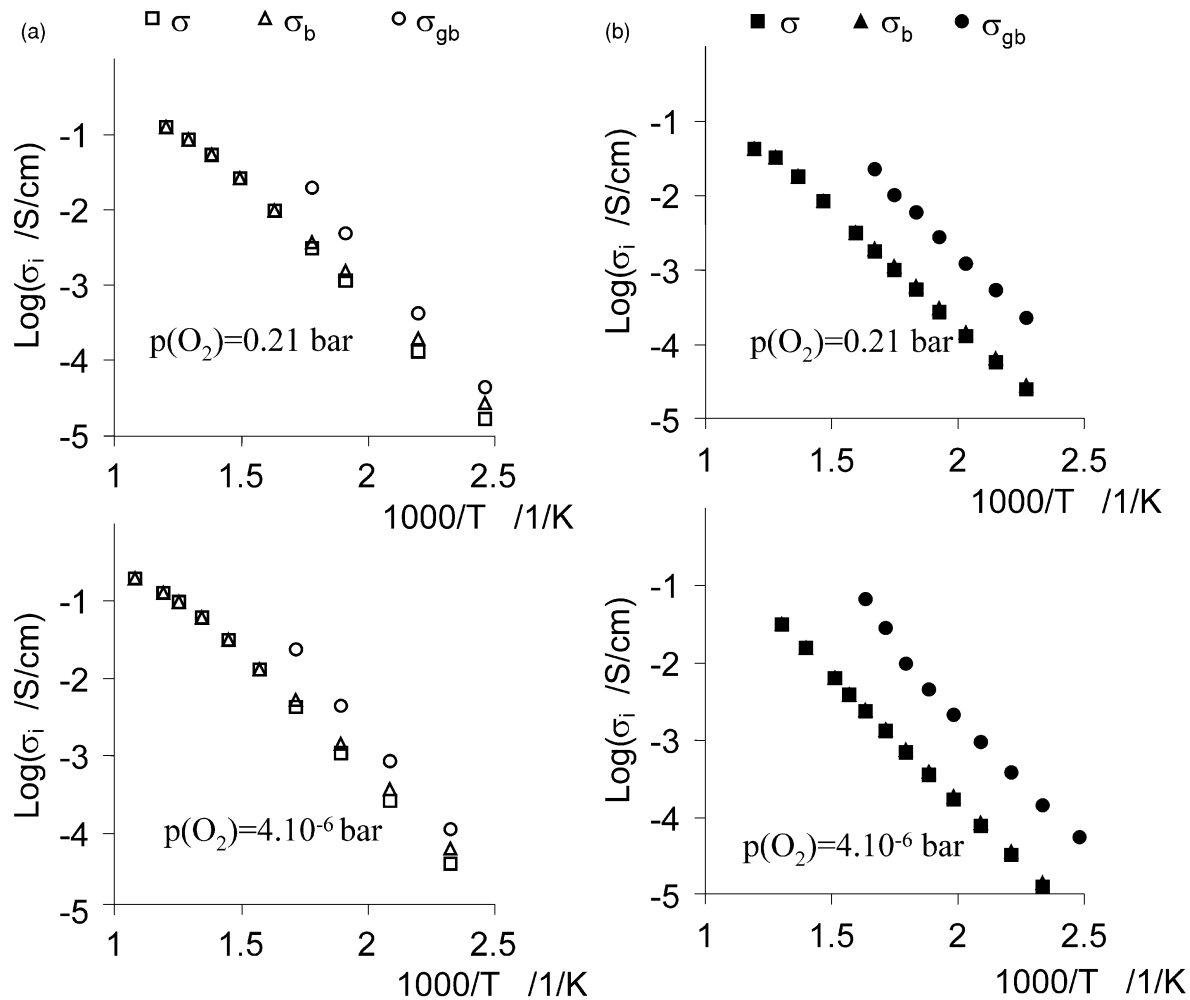 (a) □ σ △ σb ○ σgb
Log(σi /S/cm)
-1
-2
-3
-4
-5
p(O2)=0.21 bar
1 1.5 2 2.5
1000/T /1/K
(b) ■ σ ▲ σb ● σgb
Log(σi /S/cm)
-1
-2
-3
-4
-5
p(O2)=0.21 bar
1 1.5 2 2.5
1000/T /1/K
Log(σi /S/cm)
-1
-2
-3
-4
-5
p(O2)=4.10-6 bar
1 1.5 2 2.5
1000/T /1/K
Log(σi /S/cm)
-1
-2
-3
-4
-5
p(O2)=4.10-6 bar
1 1.5 2 2.5
1000/T /1/K